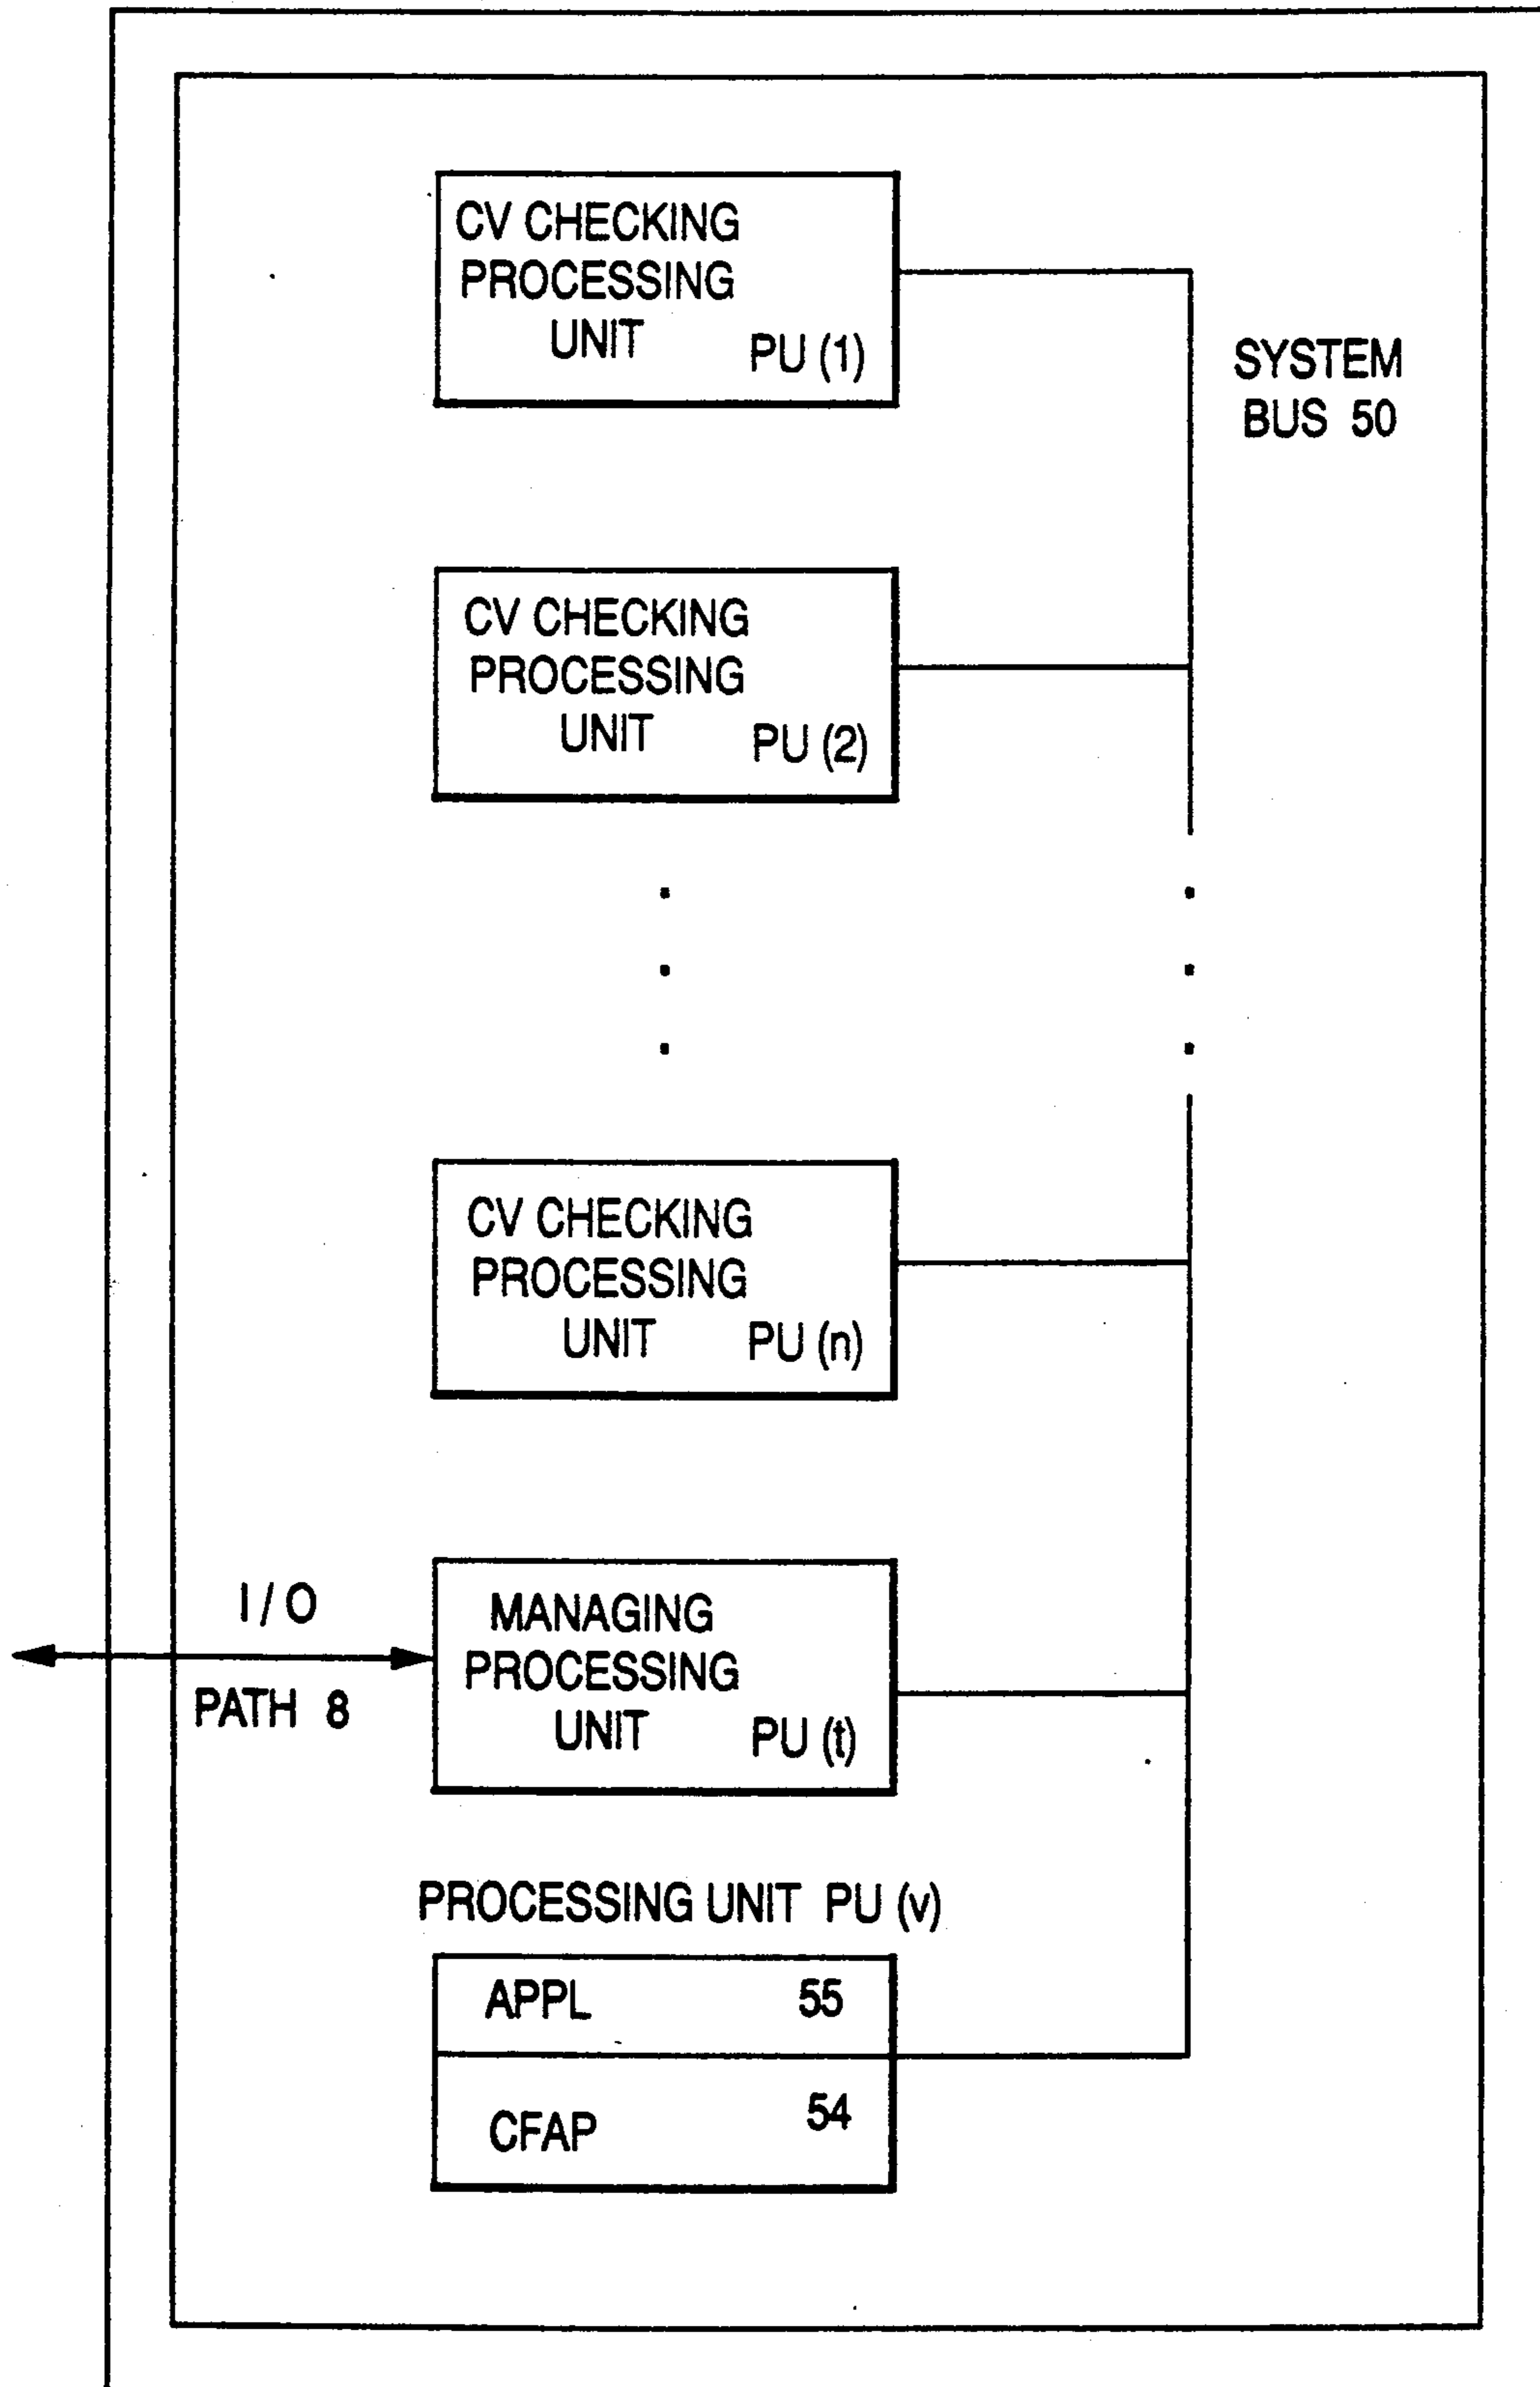 CV CHECKING
PROCESSING
UNIT PU (1)
SYSTEM
BUS 50
CV CHECKING
PROCESSING
UNIT PU (2)
CV CHECKING
PROCESSING
UNIT PU (n)
I / O
PATH 8
MANAGING
PROCESSING
UNIT PU (t)
PROCESSING UNIT PU (v)
APPL 55
CFAP 54